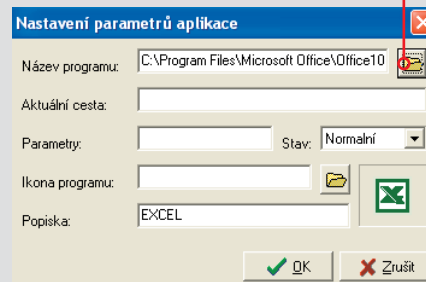 Nastavení parametrů aplikace
Název programu: C:\Program Files\Microsoft Office\Office10
Aktuální cesta:
Parametry: Stav: Normalní
Ikona programu:
Popiska: EXCEL
OK Zrušit